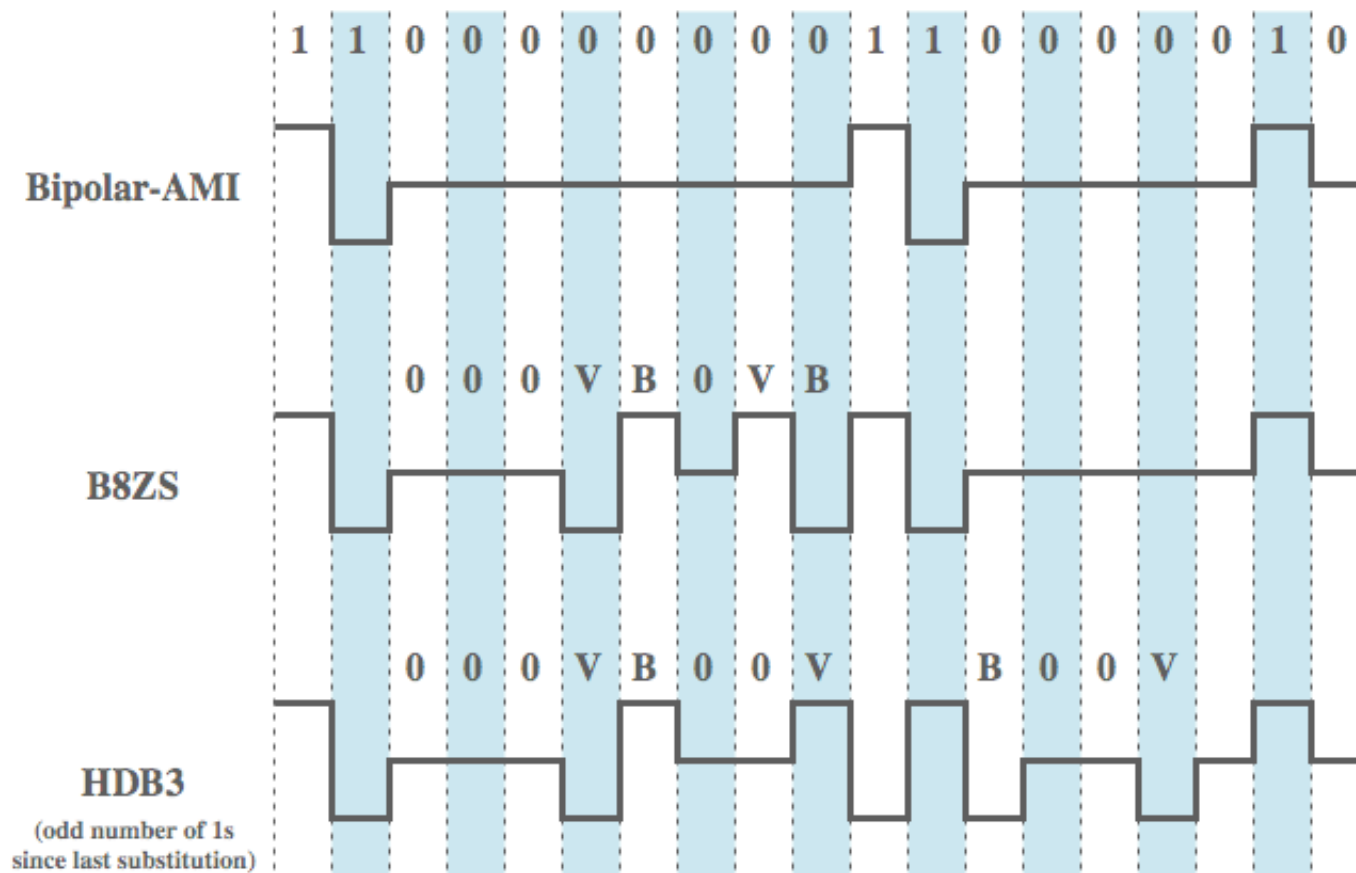 1 1 0 0 0 0 0 0 0 0 1 1 0 0 0 0 0 1 0
Bipolar-AMI
0 0 0 V B 0 V B
B8ZS
0 0 0 V B 0 0 V B 0 0 V
HDB3
(odd number of 1s
since last substitution)